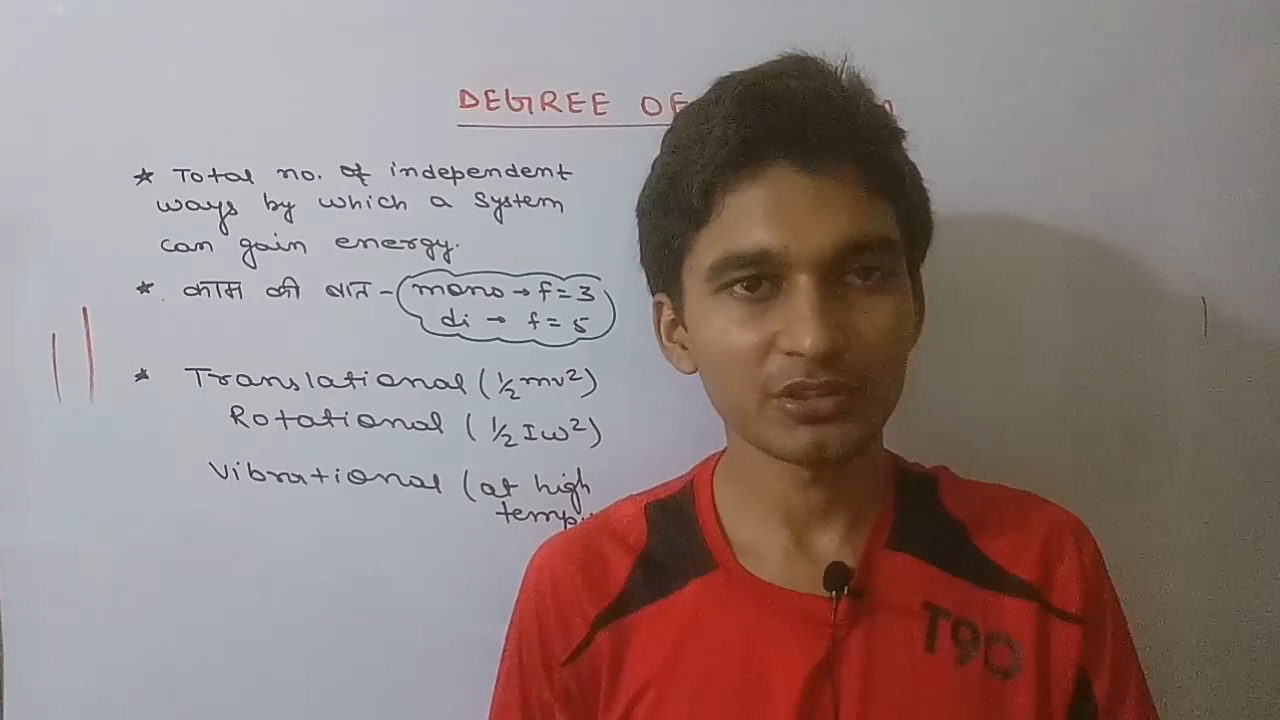 DEGREE OF
* Total no. of independent
ways by which a system
can gain energy.
* काम की बात - mono → f = 3
di → f = 5
* Translational (½mv²)
Rotational (½Iω²)
Vibrational (at high
temp
T90